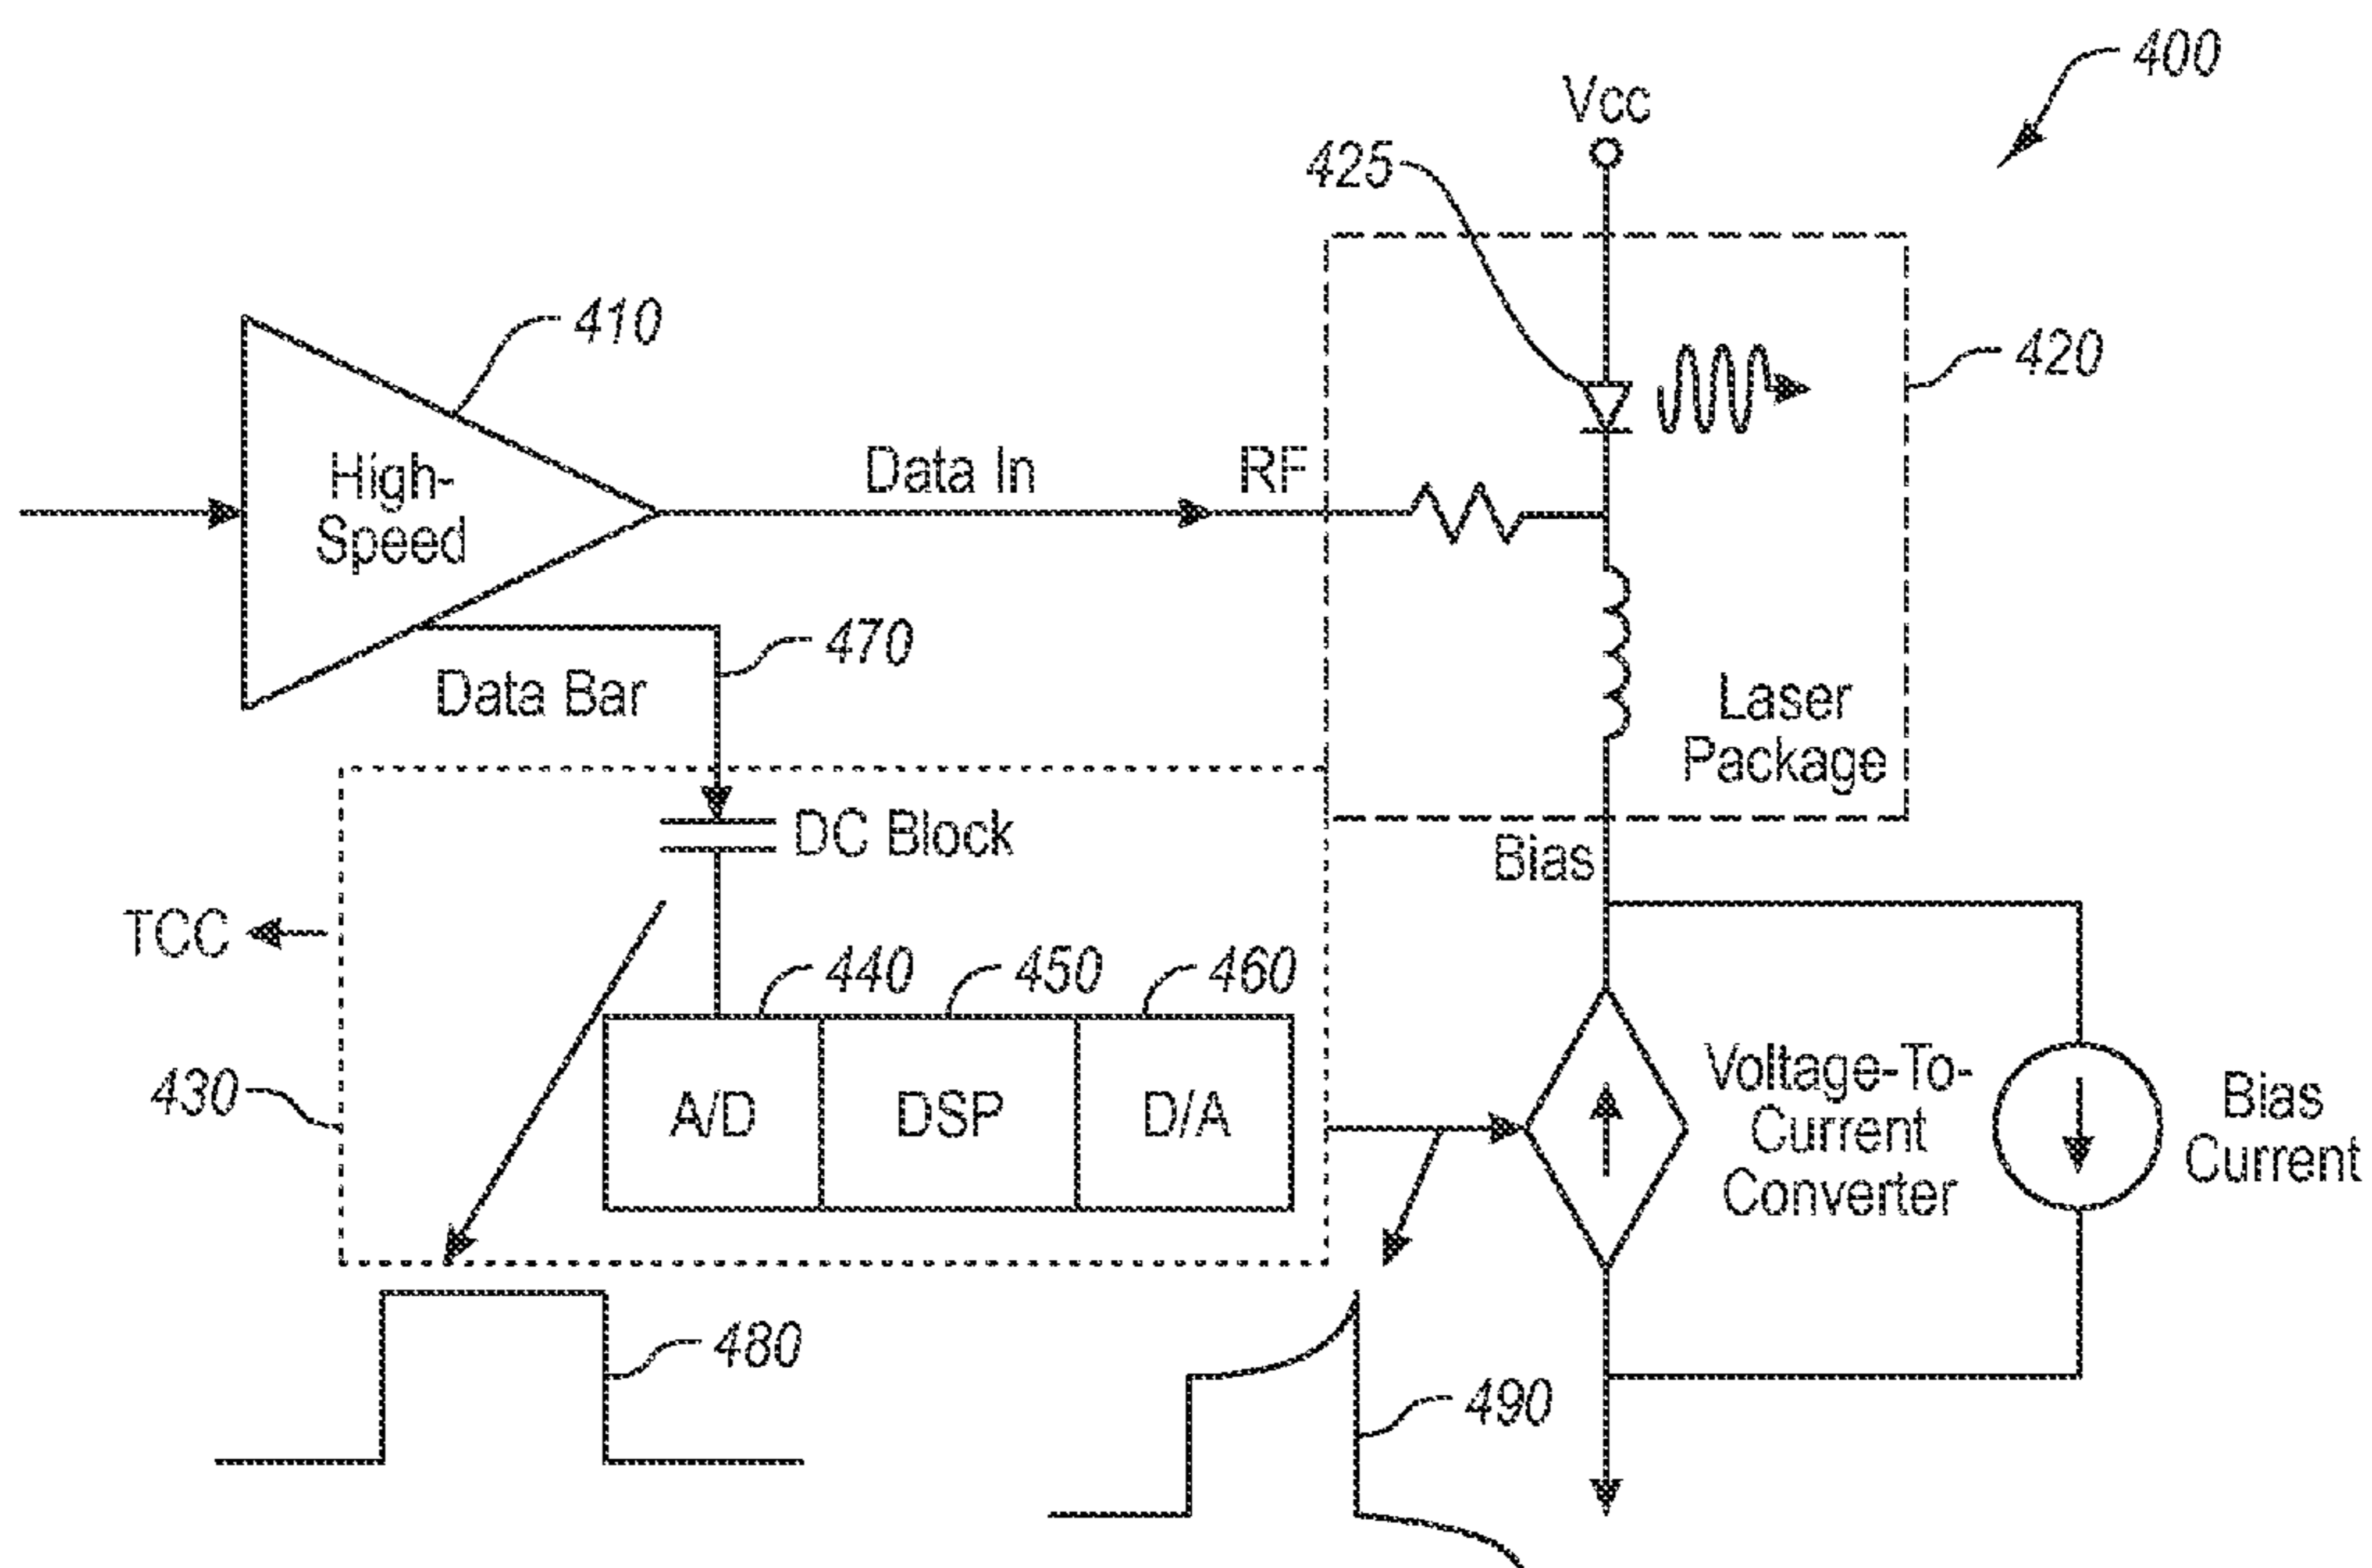 400
Vcc
425
410
420
High-
Speed
Data In
RF
470
Data Bar
Laser
Package
DC Block
Bias
TCC
440
450
460
430
A/D
DSP
D/A
Voltage-To-
Current
Converter
Bias
Current
480
490